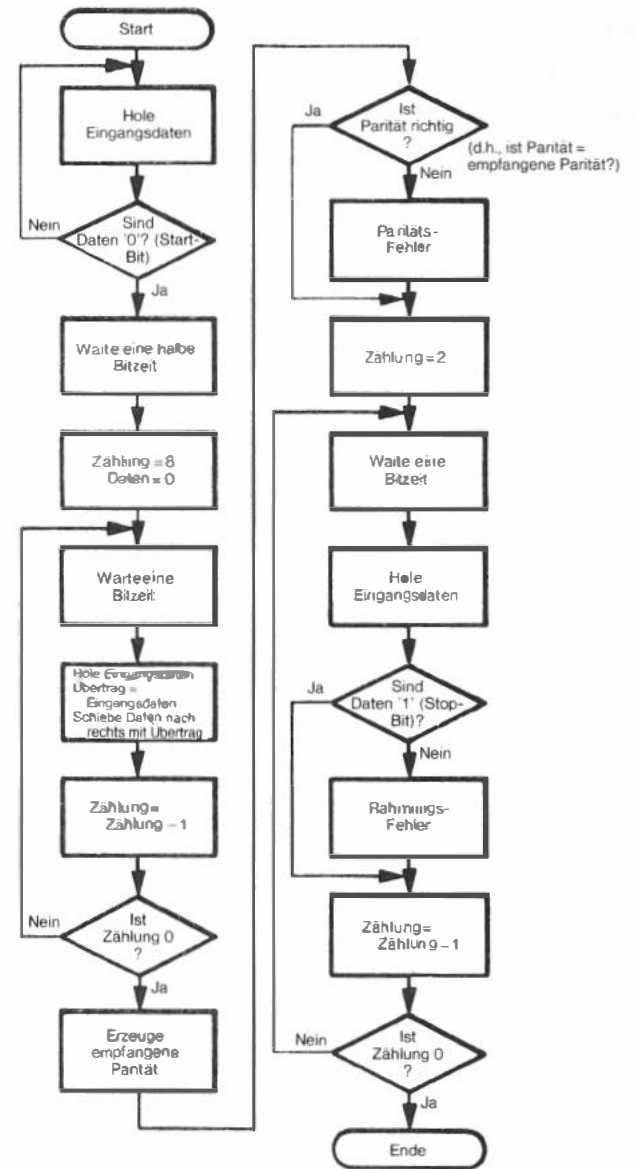 Start
Hole
Eingangsdaten
Nein
Sind
Daten '0'? (Start-
Bit)
Ja
Warte eine halbe
Bitzeit
Zählung = 8
Daten = 0
Warte eine
Bitzeit
Hole Eingangsdaten
Übertrag =
Eingangsdaten
Schiebe Daten nach
rechts mit Übertrag
Zählung =
Zählung – 1
Nein
Ist
Zählung 0
?
Ja
Erzeuge
empfangene
Parität
Ja
Ist
Parität richtig
?
(d.h., ist Parität =
empfangene Parität?)
Nein
Paritäts-
Fehler
Zählung = 2
Warte eine
Bitzeit
Hole
Eingangsdaten
Ja
Sind
Daten '1' (Stop-
Bit)?
Nein
Rahmungs-
Fehler
Zählung =
Zählung – 1
Nein
Ist
Zählung 0
?
Ja
Ende